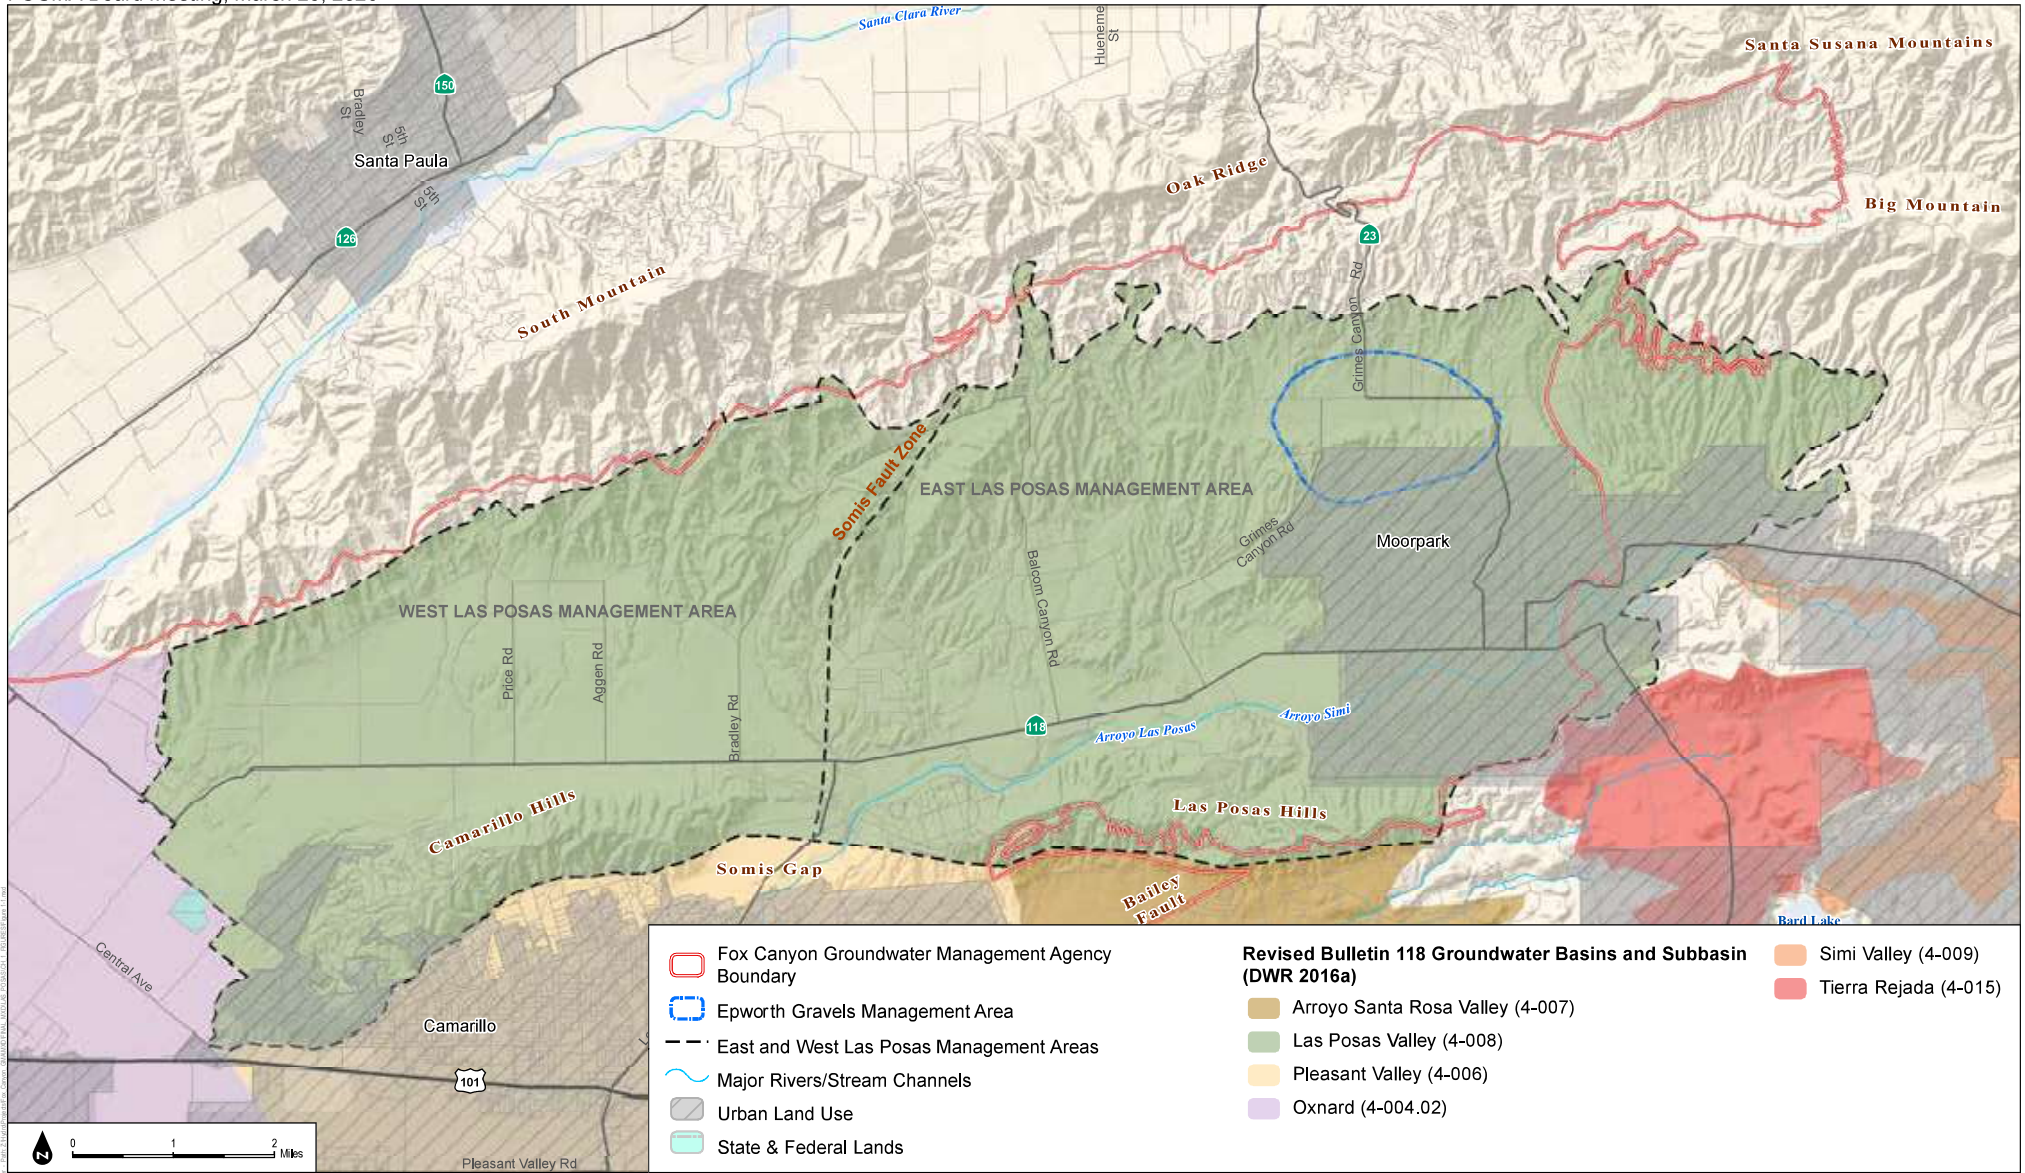 Santa Clara River
Hueneme
St
Santa Susana Mountains
150
Bradley
St
5th
St
Santa Paula
5th
St
Oak Ridge
Big Mountain
126
23
South Mountain
Grimes Canyon Rd
Somis Fault Zone
EAST LAS POSAS MANAGEMENT AREA
Grimes
Canyon Rd
Moorpark
Balcom Canyon Rd
WEST LAS POSAS MANAGEMENT AREA
Price Rd
Aggen Rd
Bradley Rd
118
Arroyo Las Posas
Arroyo Simi
Camarillo Hills
Las Posas Hills
Somis Gap
Bailey
Fault
Bard Lake
Central Ave
Camarillo
101
Pleasant Valley Rd
N
0 1 2
Miles
Fox Canyon Groundwater Management Agency
Boundary
Epworth Gravels Management Area
East and West Las Posas Management Areas
Major Rivers/Stream Channels
Urban Land Use
State & Federal Lands
Revised Bulletin 118 Groundwater Basins and Subbasin
(DWR 2016a)
Arroyo Santa Rosa Valley (4-007)
Las Posas Valley (4-008)
Pleasant Valley (4-006)
Oxnard (4-004.02)
Simi Valley (4-009)
Tierra Rejada (4-015)